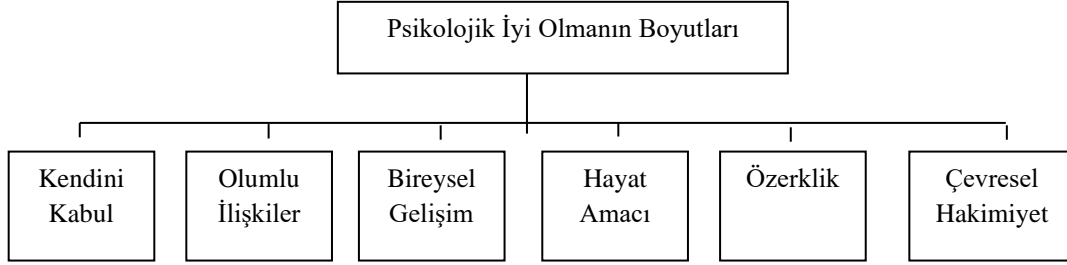 Psikolojik İyi Olmanın Boyutları
Kendini
Kabul
Olumlu
İlişkiler
Bireysel
Gelişim
Hayat
Amacı
Özerklik
Çevresel
Hakimiyet